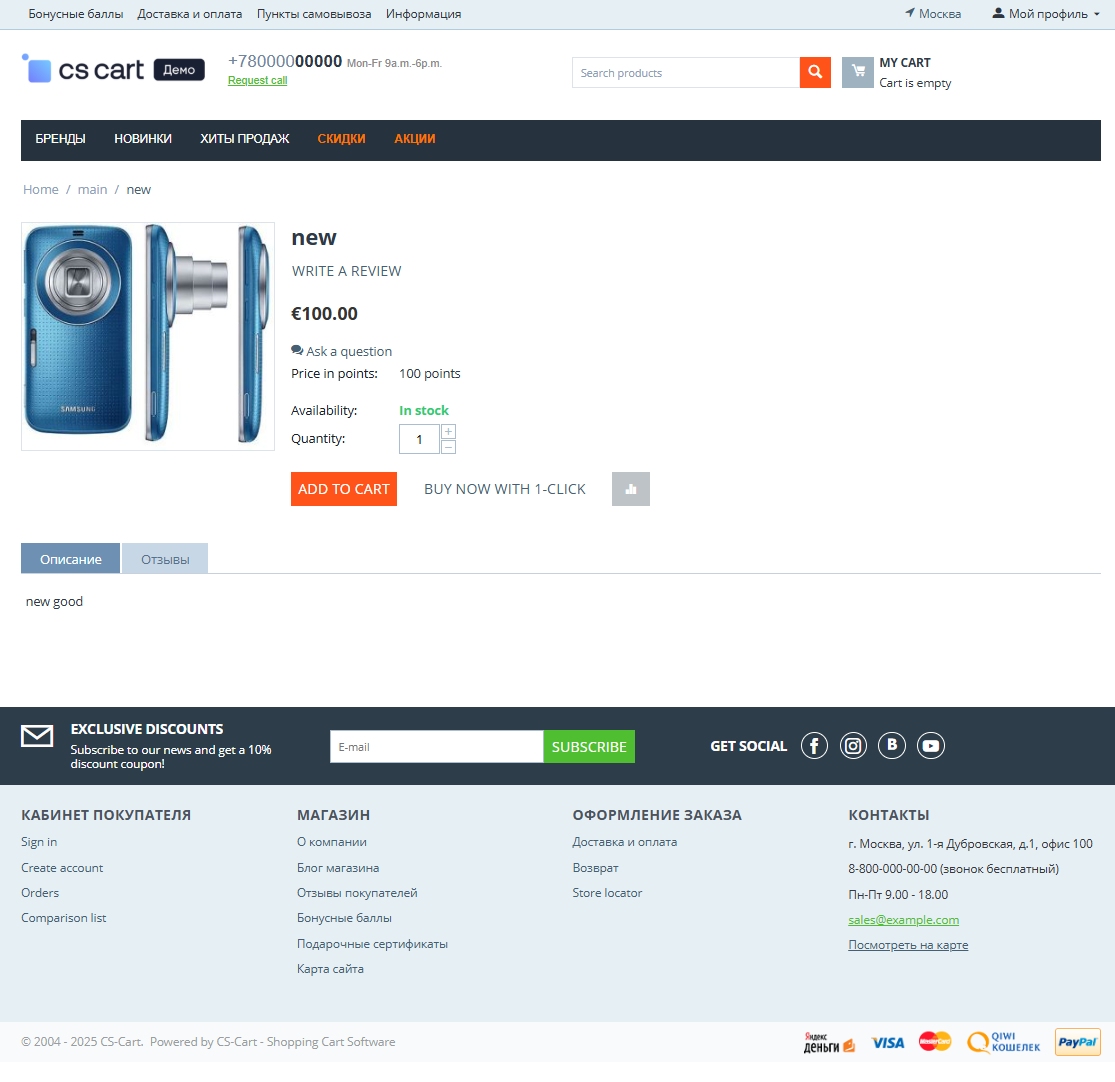 Бонусные баллы Доставка и оплата Пункты самовывоза Информация Москва Мой профиль
cs cart Демо
+78000000000 Mon-Fr 9a.m.-6p.m.
Request call
Search products
MY CART
Cart is empty
БРЕНДЫ НОВИНКИ ХИТЫ ПРОДАЖ СКИДКИ АКЦИИ
Home / main / new
SAMSUNG
new
WRITE A REVIEW
€100.00
Ask a question
Price in points: 100 points
Availability: In stock
Quantity: 1 + −
ADD TO CART BUY NOW WITH 1-CLICK
Описание Отзывы
new good
EXCLUSIVE DISCOUNTS
Subscribe to our news and get a 10%
discount coupon!
E-mail SUBSCRIBE
GET SOCIAL
КАБИНЕТ ПОКУПАТЕЛЯ
Sign in
Create account
Orders
Comparison list
МАГАЗИН
О компании
Блог магазина
Отзывы покупателей
Бонусные баллы
Подарочные сертификаты
Карта сайта
ОФОРМЛЕНИЕ ЗАКАЗА
Доставка и оплата
Возврат
Store locator
КОНТАКТЫ
г. Москва, ул. 1-я Дубровская, д.1, офис 100
8-800-000-00-00 (звонок бесплатный)
Пн-Пт 9.00 - 18.00
sales@example.com
Посмотреть на карте
© 2004 - 2025 CS-Cart. Powered by CS-Cart - Shopping Cart Software
Яндекс
деньги
VISA
MasterCard
QIWI
КОШЕЛЕК
PayPal